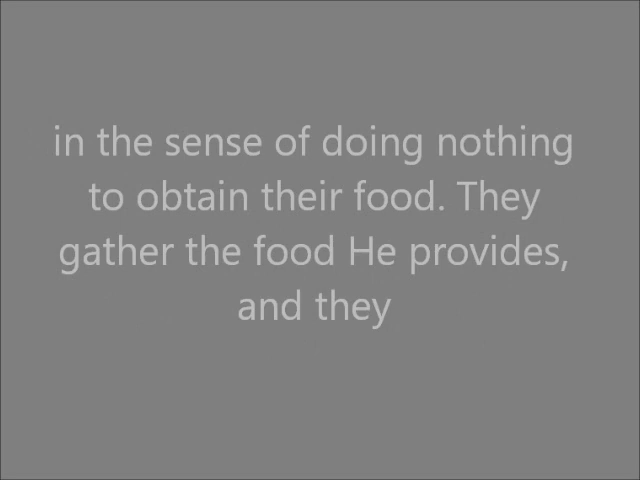 in the sense of doing nothing
to obtain their food. They
gather the food He provides,
and they